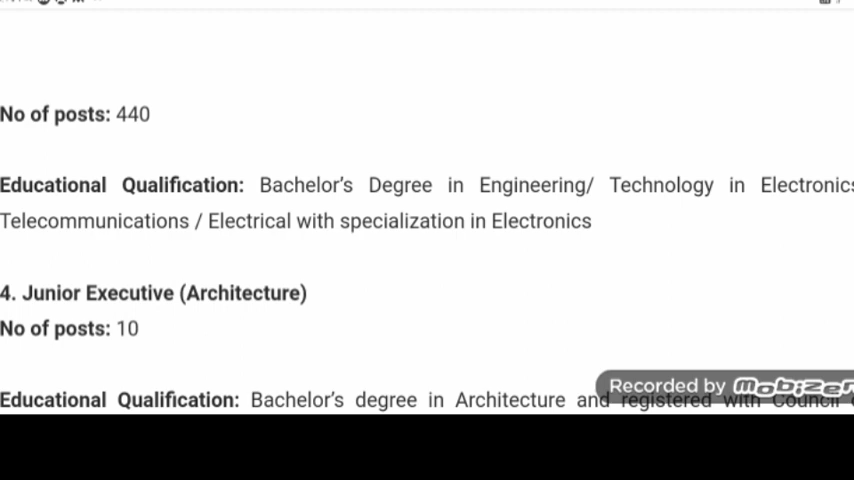 No of posts: 440
Educational Qualification: Bachelor's Degree in Engineering/ Technology in Electronics
Telecommunications / Electrical with specialization in Electronics
4. Junior Executive (Architecture)
No of posts: 10
Recorded by Mobizen
Educational Qualification: Bachelor's degree in Architecture and registered with Council